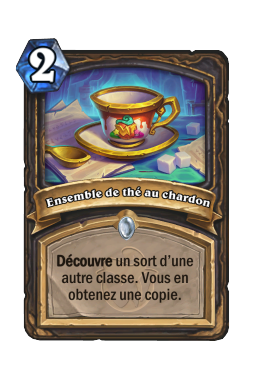 2
Ensemble de thé au chardon
Découvre un sort d'une
autre classe. Vous en
obtenez une copie.